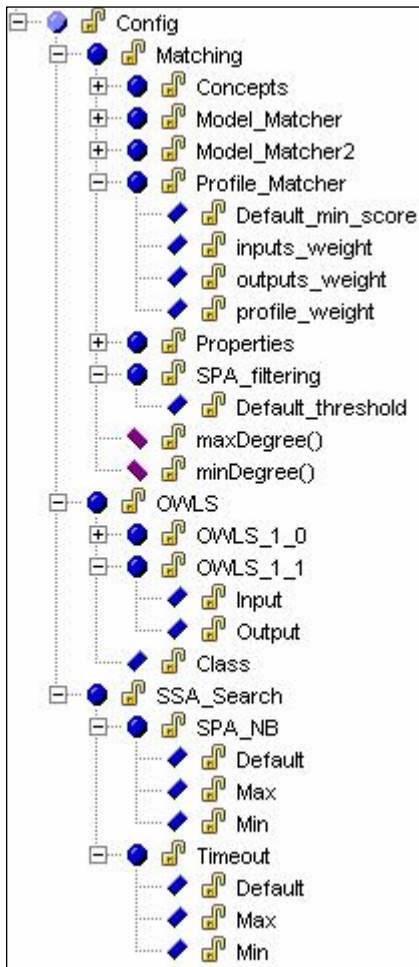 Config
Matching
Concepts
Model_Matcher
Model_Matcher2
Profile_Matcher
Default_min_score
inputs_weight
outputs_weight
profile_weight
Properties
SPA_filtering
Default_threshold
maxDegree()
minDegree()
OWLS
OWLS_1_0
OWLS_1_1
Input
Output
Class
SSA_Search
SPA_NB
Default
Max
Min
Timeout
Default
Max
Min